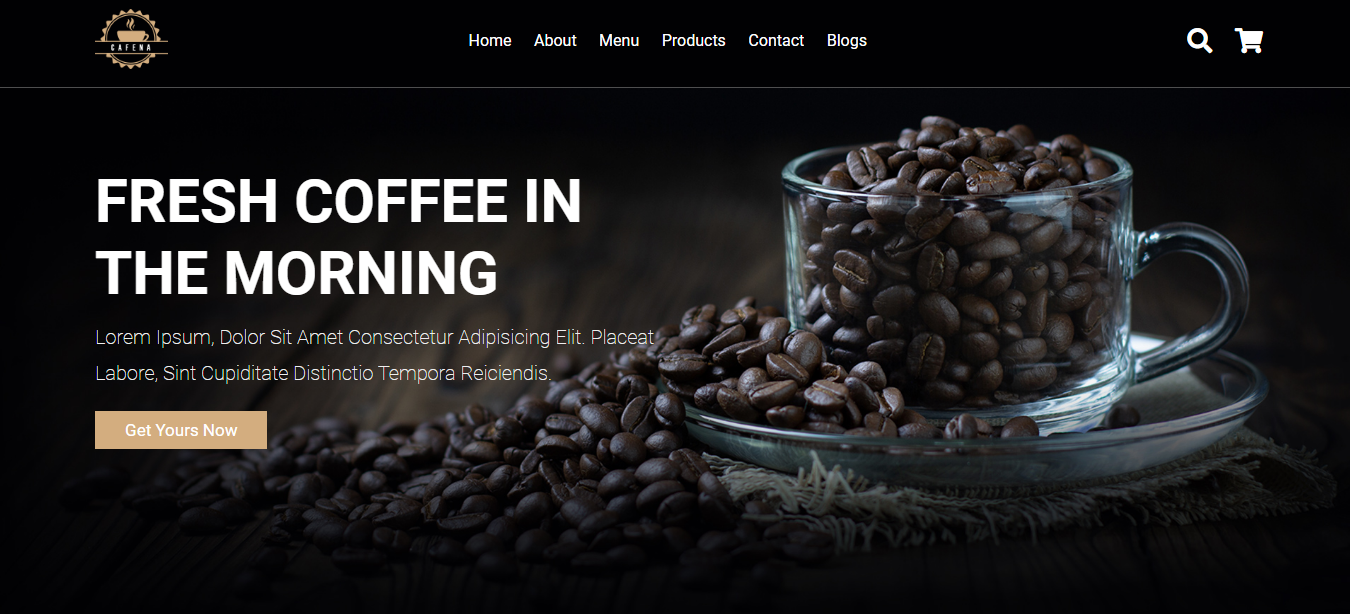 CAFENA
Home About Menu Products Contact Blogs
FRESH COFFEE IN
THE MORNING
Lorem Ipsum, Dolor Sit Amet Consectetur Adipisicing Elit. Placeat
Labore, Sint Cupiditate Distinctio Tempora Reiciendis.
Get Yours Now